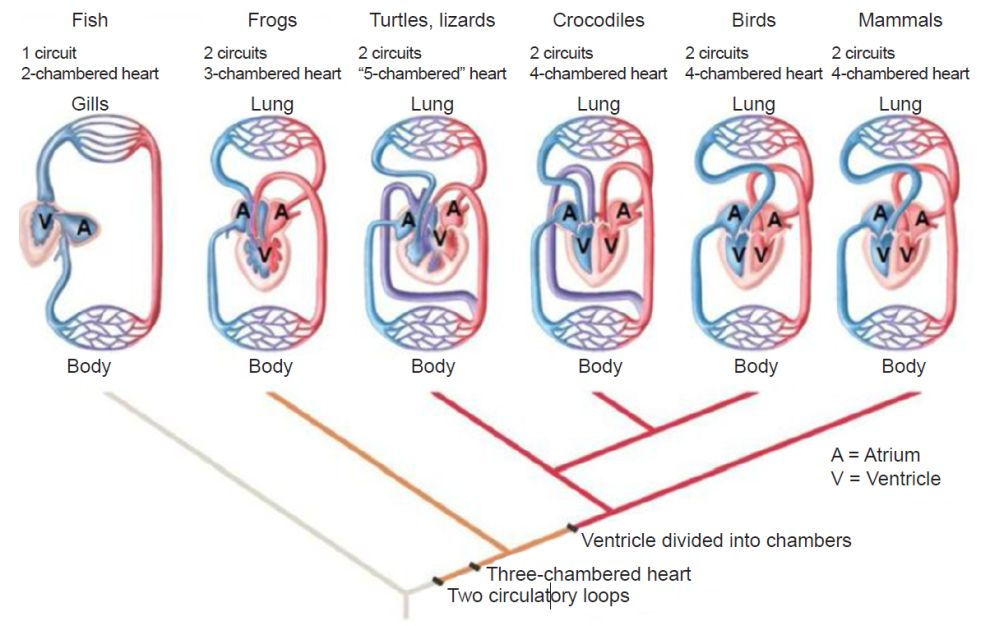 Fish
1 circuit
2-chambered heart
Gills
V
A
Body
Frogs
2 circuits
3-chambered heart
Lung
A
A
V
Body
Turtles, lizards
2 circuits
“5-chambered” heart
Lung
A
A
V
Body
Crocodiles
2 circuits
4-chambered heart
Lung
A
A
V
V
Body
Birds
2 circuits
4-chambered heart
Lung
A
A
V
V
Body
Mammals
2 circuits
4-chambered heart
Lung
A
A
V
V
Body
A = Atrium
V = Ventricle
Ventricle divided into chambers
Three-chambered heart
Two circulatory loops